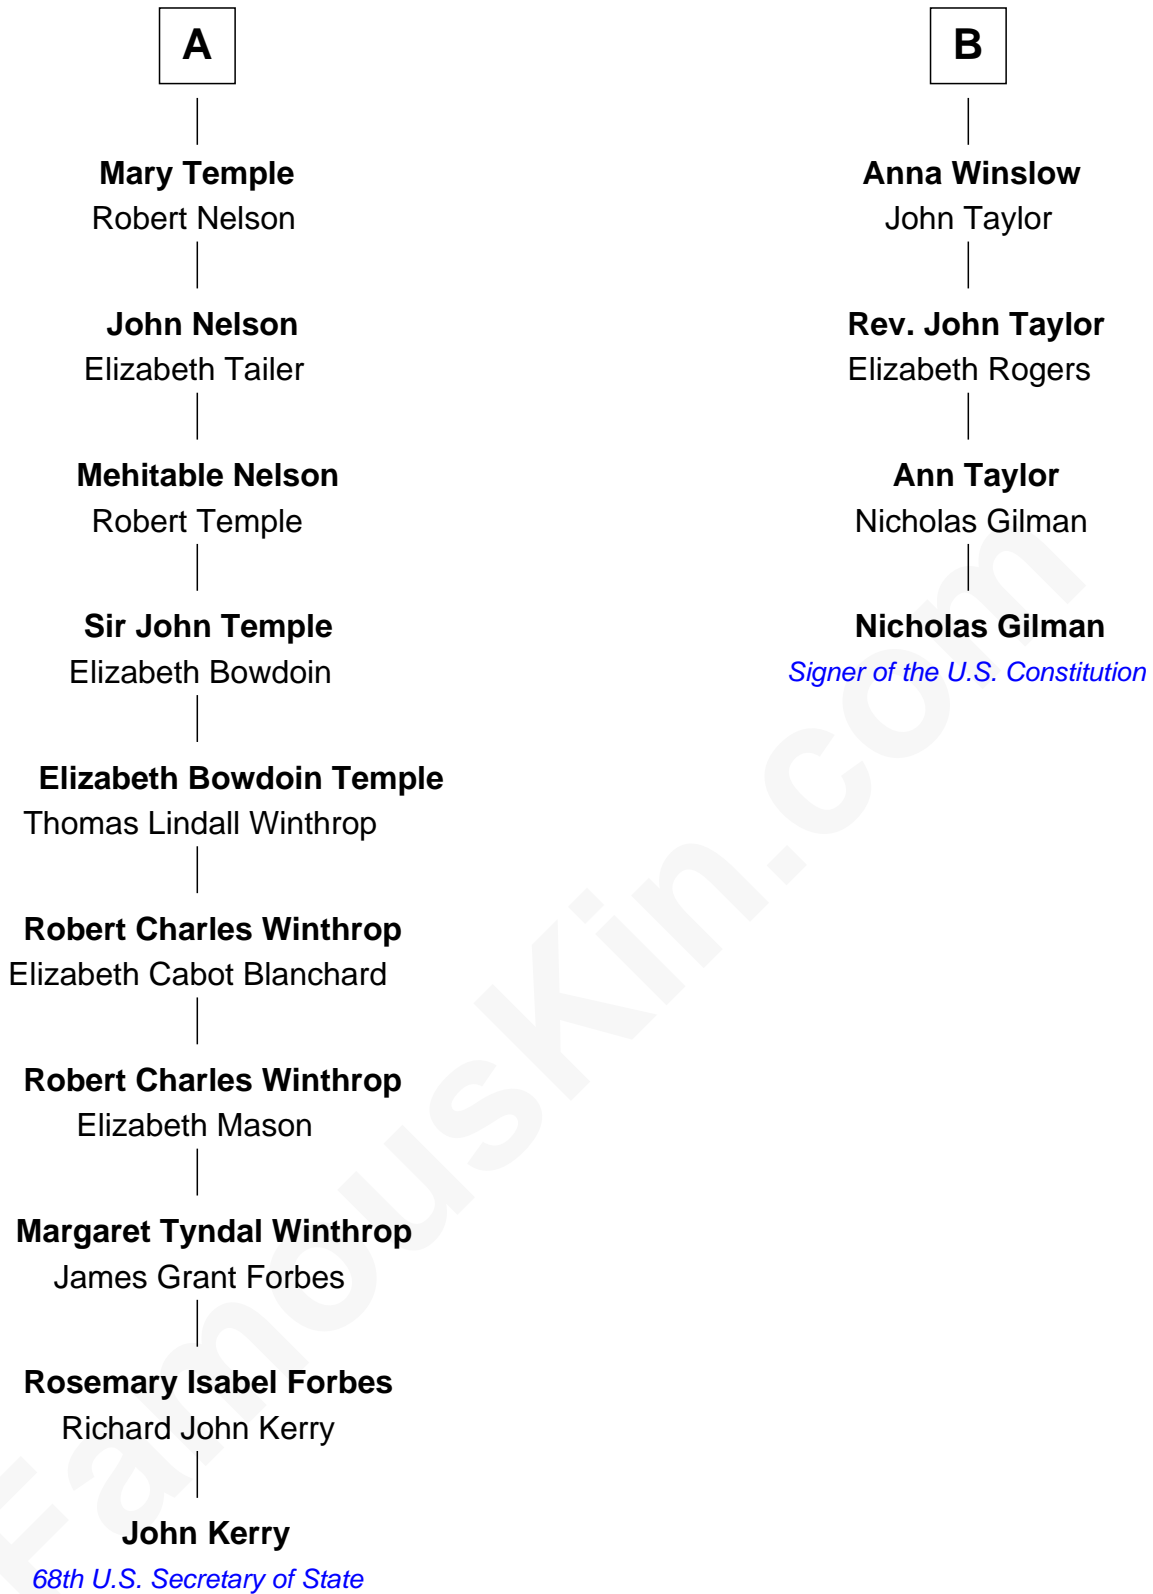 A
Mary Temple
Robert Nelson
John Nelson
Elizabeth Tailer
Mehitable Nelson
Robert Temple
Sir John Temple
Elizabeth Bowdoin
Elizabeth Bowdoin Temple
Thomas Lindall Winthrop
Robert Charles Winthrop
Elizabeth Cabot Blanchard
Robert Charles Winthrop
Elizabeth Mason
Margaret Tyndal Winthrop
James Grant Forbes
Rosemary Isabel Forbes
Richard John Kerry
John Kerry
68th U.S. Secretary of State
B
Anna Winslow
John Taylor
Rev. John Taylor
Elizabeth Rogers
Ann Taylor
Nicholas Gilman
Nicholas Gilman
Signer of the U.S. Constitution
FamousKin.com